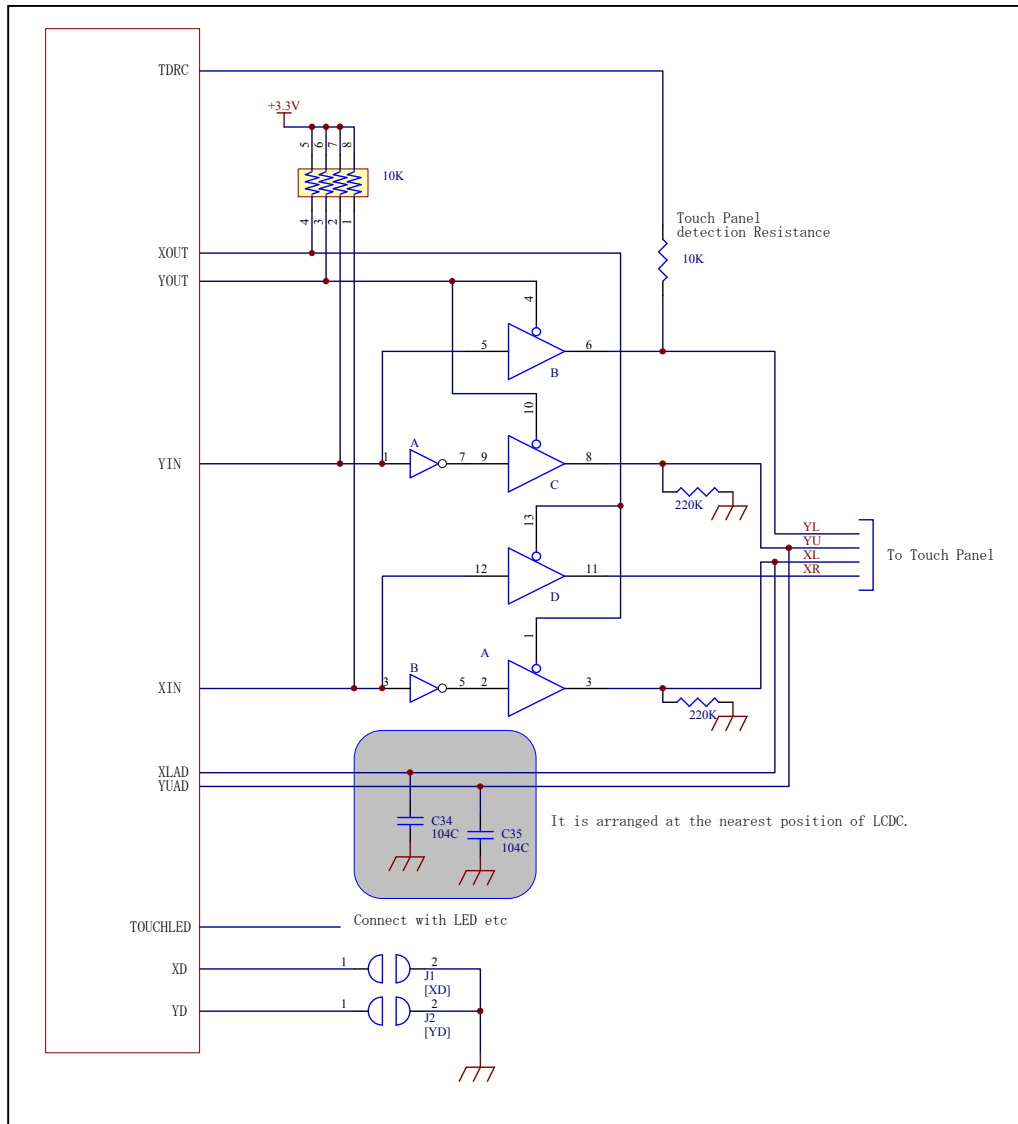 TDRC
+3.3V
5 6 7 8
10K
4 3 2 1
Touch Panel
detection Resistance
10K
XOUT
YOUT
4
5 6
B
10
A
YIN 1 7 9 8
C
220K
13
YL
YU
XL
XR
To Touch Panel
12 11
D
1
A
B
XIN 3 5 2 3
220K
XLAD
YUAD
C34
104C
C35
104C
It is arranged at the nearest position of LCDC.
Connect with LED etc
TOUCHLED
XD 1 2
J1
[XD]
YD 1 2
J2
[YD]